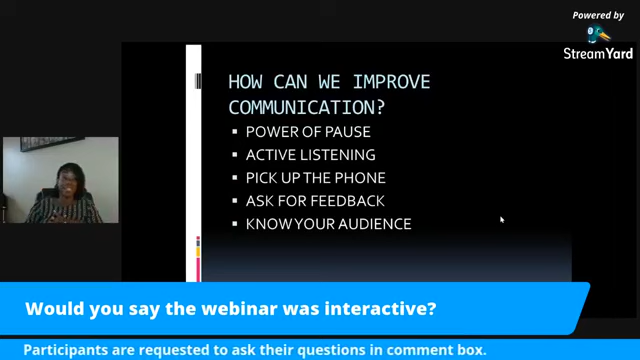 Powered by
StreamYard
HOW CAN WE IMPROVE
COMMUNICATION?
▪ POWER OF PAUSE
▪ ACTIVE LISTENING
▪ PICK UP THE PHONE
▪ ASK FOR FEEDBACK
▪ KNOW YOUR AUDIENCE
Would you say the webinar was interactive?
Participants are requested to ask their questions in comment box.